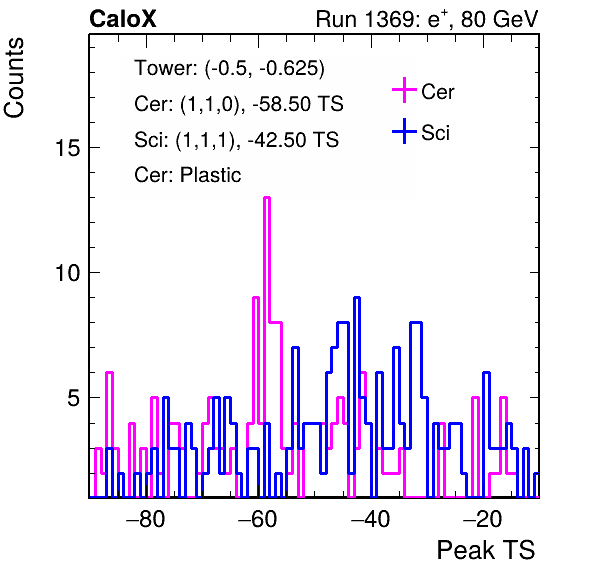 CaloX Run 1369: e⁺, 80 GeV
Counts
Tower: (-0.5, -0.625)
Cer: (1,1,0), -58.50 TS
Sci: (1,1,1), -42.50 TS
Cer: Plastic
Cer
Sci
15
10
5
−80 −60 −40 −20
Peak TS